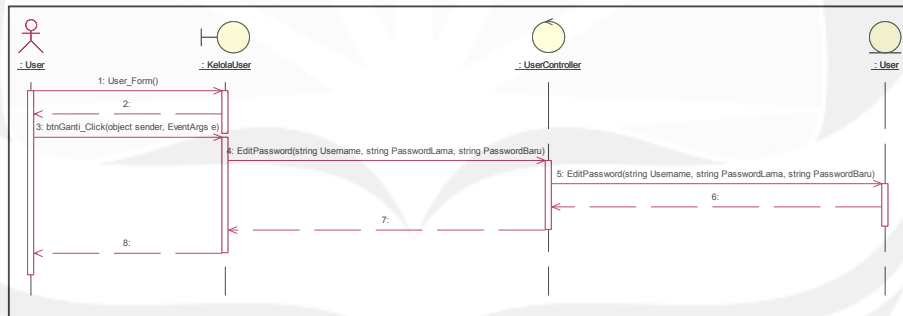 : User
: KelolaUser
: UserController
: User
1: User_Form()
2:
3: btnGanti_Click(object sender, EventArgs e)
4: EditPassword(string Username, string PasswordLama, string PasswordBaru)
5: EditPassword(string Username, string PasswordLama, string PasswordBaru)
6:
7:
8: